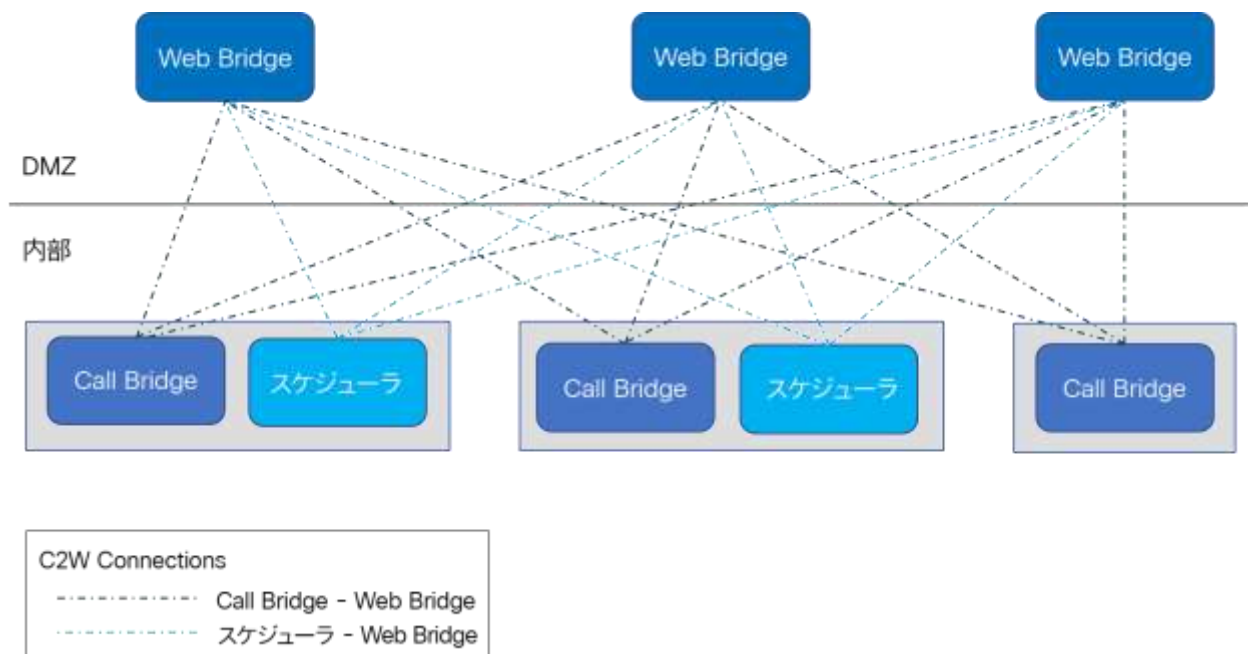 Web Bridge
Web Bridge
Web Bridge
DMZ
内部
Call Bridge
スケジューラ
Call Bridge
スケジューラ
Call Bridge
C2W Connections
Call Bridge - Web Bridge
スケジューラ - Web Bridge